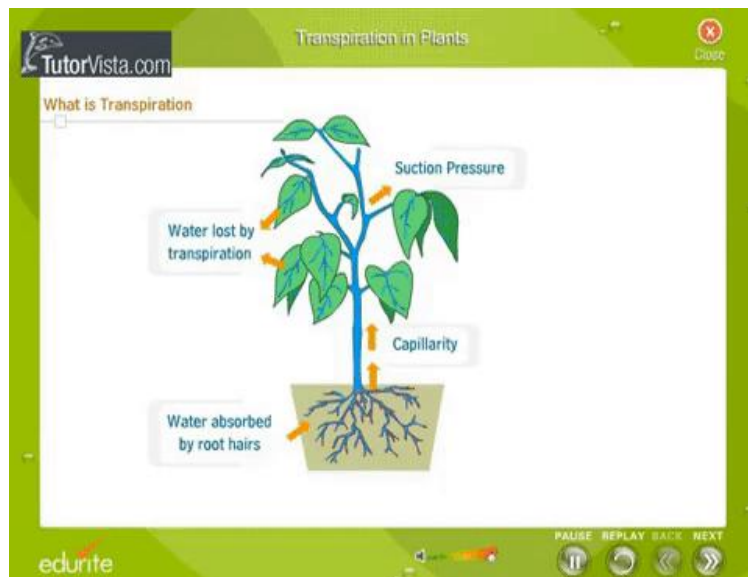 Transpiration in Plants
Close
TutorVista.com
What is Transpiration
Suction Pressure
Water lost by
transpiration
Capillarity
Water absorbed
by root hairs
PAUSE REPLAY BACK NEXT
edurite